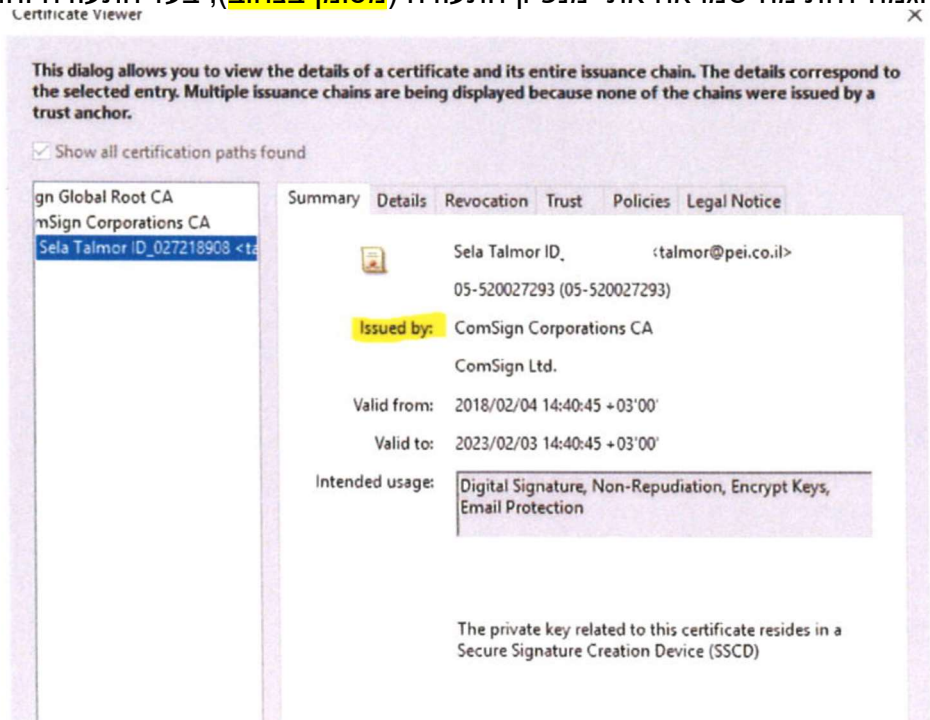 Certificate Viewer
This dialog allows you to view the details of a certificate and its entire issuance chain. The details correspond to
the selected entry. Multiple issuance chains are being displayed because none of the chains were issued by a
trust anchor.
Show all certification paths found
gn Global Root CA
mSign Corporations CA
Sela Talmor ID_027218908 <ta
Summary Details Revocation Trust Policies Legal Notice
Sela Talmor ID_ <talmor@pei.co.il>
05-520027293 (05-520027293)
Issued by: ComSign Corporations CA
ComSign Ltd.
Valid from: 2018/02/04 14:40:45 +03'00'
Valid to: 2023/02/03 14:40:45 +03'00'
Intended usage: Digital Signature, Non-Repudiation, Encrypt Keys,
Email Protection
The private key related to this certificate resides in a
Secure Signature Creation Device (SSCD)